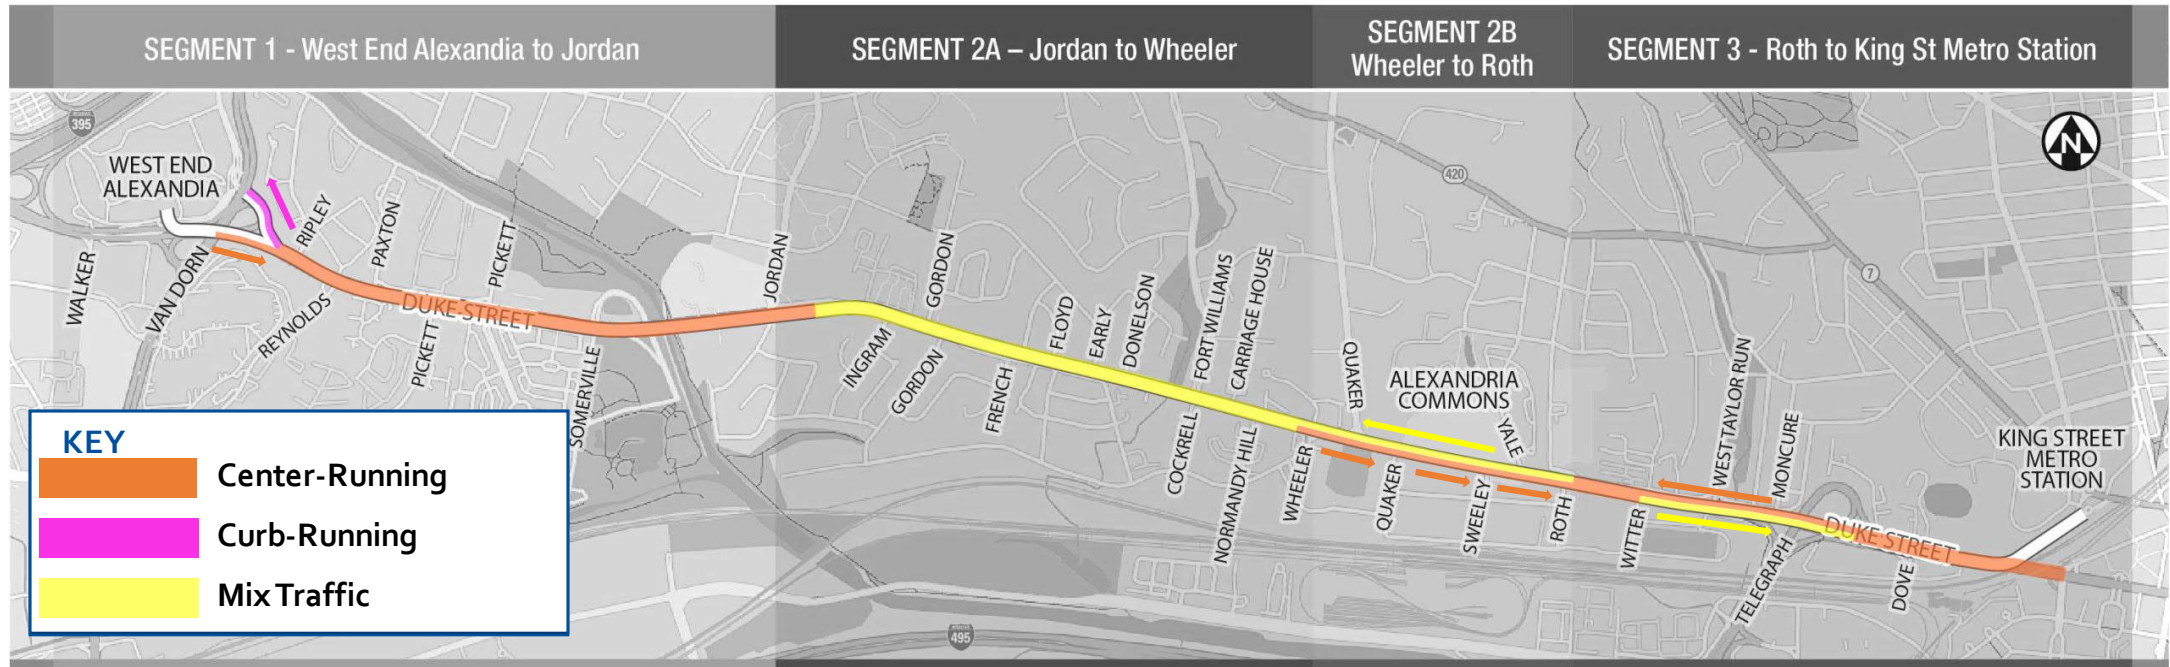 SEGMENT 1 - West End Alexandia to Jordan
SEGMENT 2A – Jordan to Wheeler
SEGMENT 2B
Wheeler to Roth
SEGMENT 3 - Roth to King St Metro Station
395
WEST END
ALEXANDIA
WALKER
VAN DORN
RIPLEY
REYNOLDS
PAXTON
DUKE STREET
PICKETT
PICKETT
SOMERVILLE
JORDAN
INGRAM
GORDON
GORDON
FRENCH
FLOYD
EARLY
DONELSON
COCKRELL
FORT WILLIAMS
NORMANDY HILL
CARRIAGE HOUSE
WHEELER
QUAKER
QUAKER
ALEXANDRIA
COMMONS
YALE
SWEELEY
ROTH
WITTER
WEST TAYLOR RUN
MONCURE
TELEGRAPH
DUKE STREET
DOVE
KING STREET
METRO
STATION
420
7
N
495
KEY
Center-Running
Curb-Running
Mix Traffic